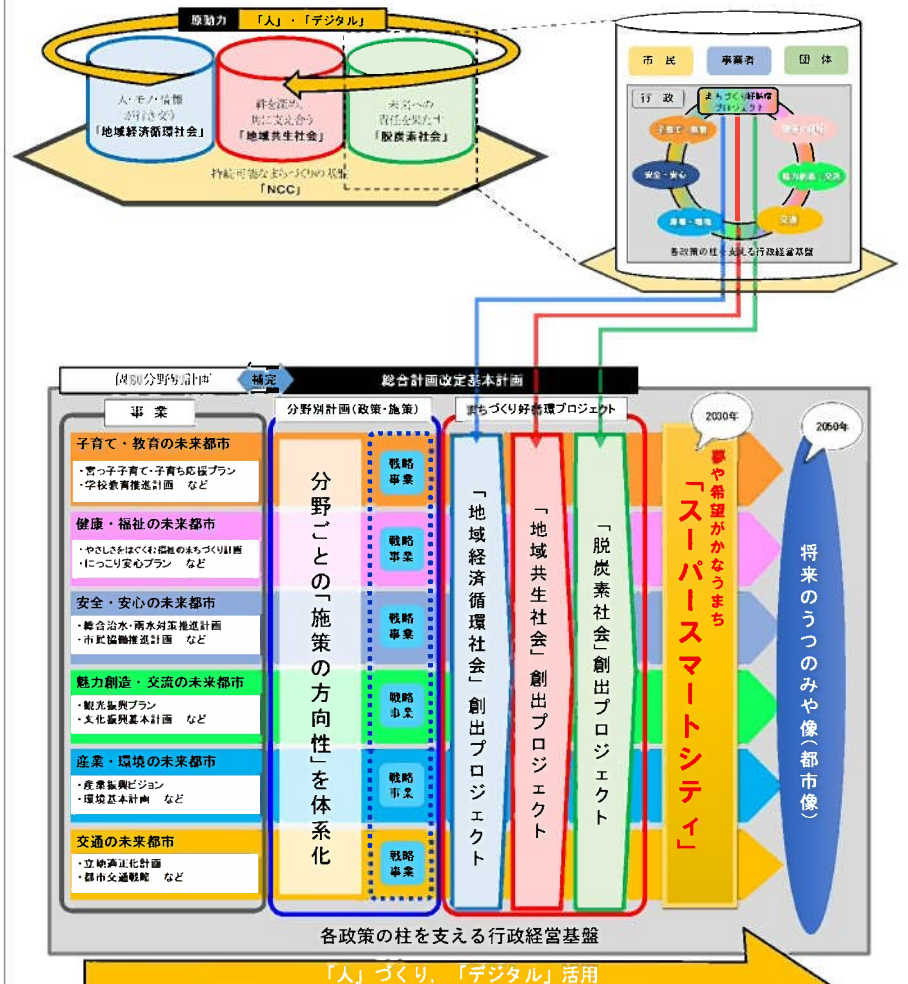 原動力 「人」・「デジタル」
人・モノ・情報
が行き交う
「地域経済循環社会」
絆を深め、
共に支え合う
「地域共生社会」
未来への
責任を果たす
「脱炭素社会」
持続可能なまちづくりの基盤
「NCC」
市民
事業者
団体
行政
まちづくり好循環
プロジェクト
子育て・教育
健康・福祉
安全・安心
魅力創造・交流
産業・環境
交通
各政策の柱を支える行政経営基盤
個別分野別計画
補完
総合計画改定基本計画
事業
分野別計画(政策・施策)
まちづくり好循環プロジェクト
2030年
2050年
子育て・教育の未来都市
・宮っ子子育て・子育ち応援プラン
・学校教育推進計画 など
健康・福祉の未来都市
・やさしさをはぐくむ福祉のまちづくり計画
・にっこり安心プラン など
安全・安心の未来都市
・総合治水・雨水対策推進計画
・市民協働推進計画 など
魅力創造・交流の未来都市
・観光振興プラン
・文化振興基本計画 など
産業・環境の未来都市
・産業振興ビジョン
・環境基本計画 など
交通の未来都市
・立地適正化計画
・都市交通戦略 など
分野ごとの「施策の方向性」を体系化
戦略
事業
戦略
事業
戦略
事業
戦略
事業
戦略
事業
戦略
事業
「地域経済循環社会」創出プロジェクト
「地域共生社会」創出プロジェクト
「脱炭素社会」創出プロジェクト
夢や希望がかなうまち
「スーパースマートシティ」
将来のうつのみや像(都市像)
各政策の柱を支える行政経営基盤
「人」づくり,「デジタル」活用